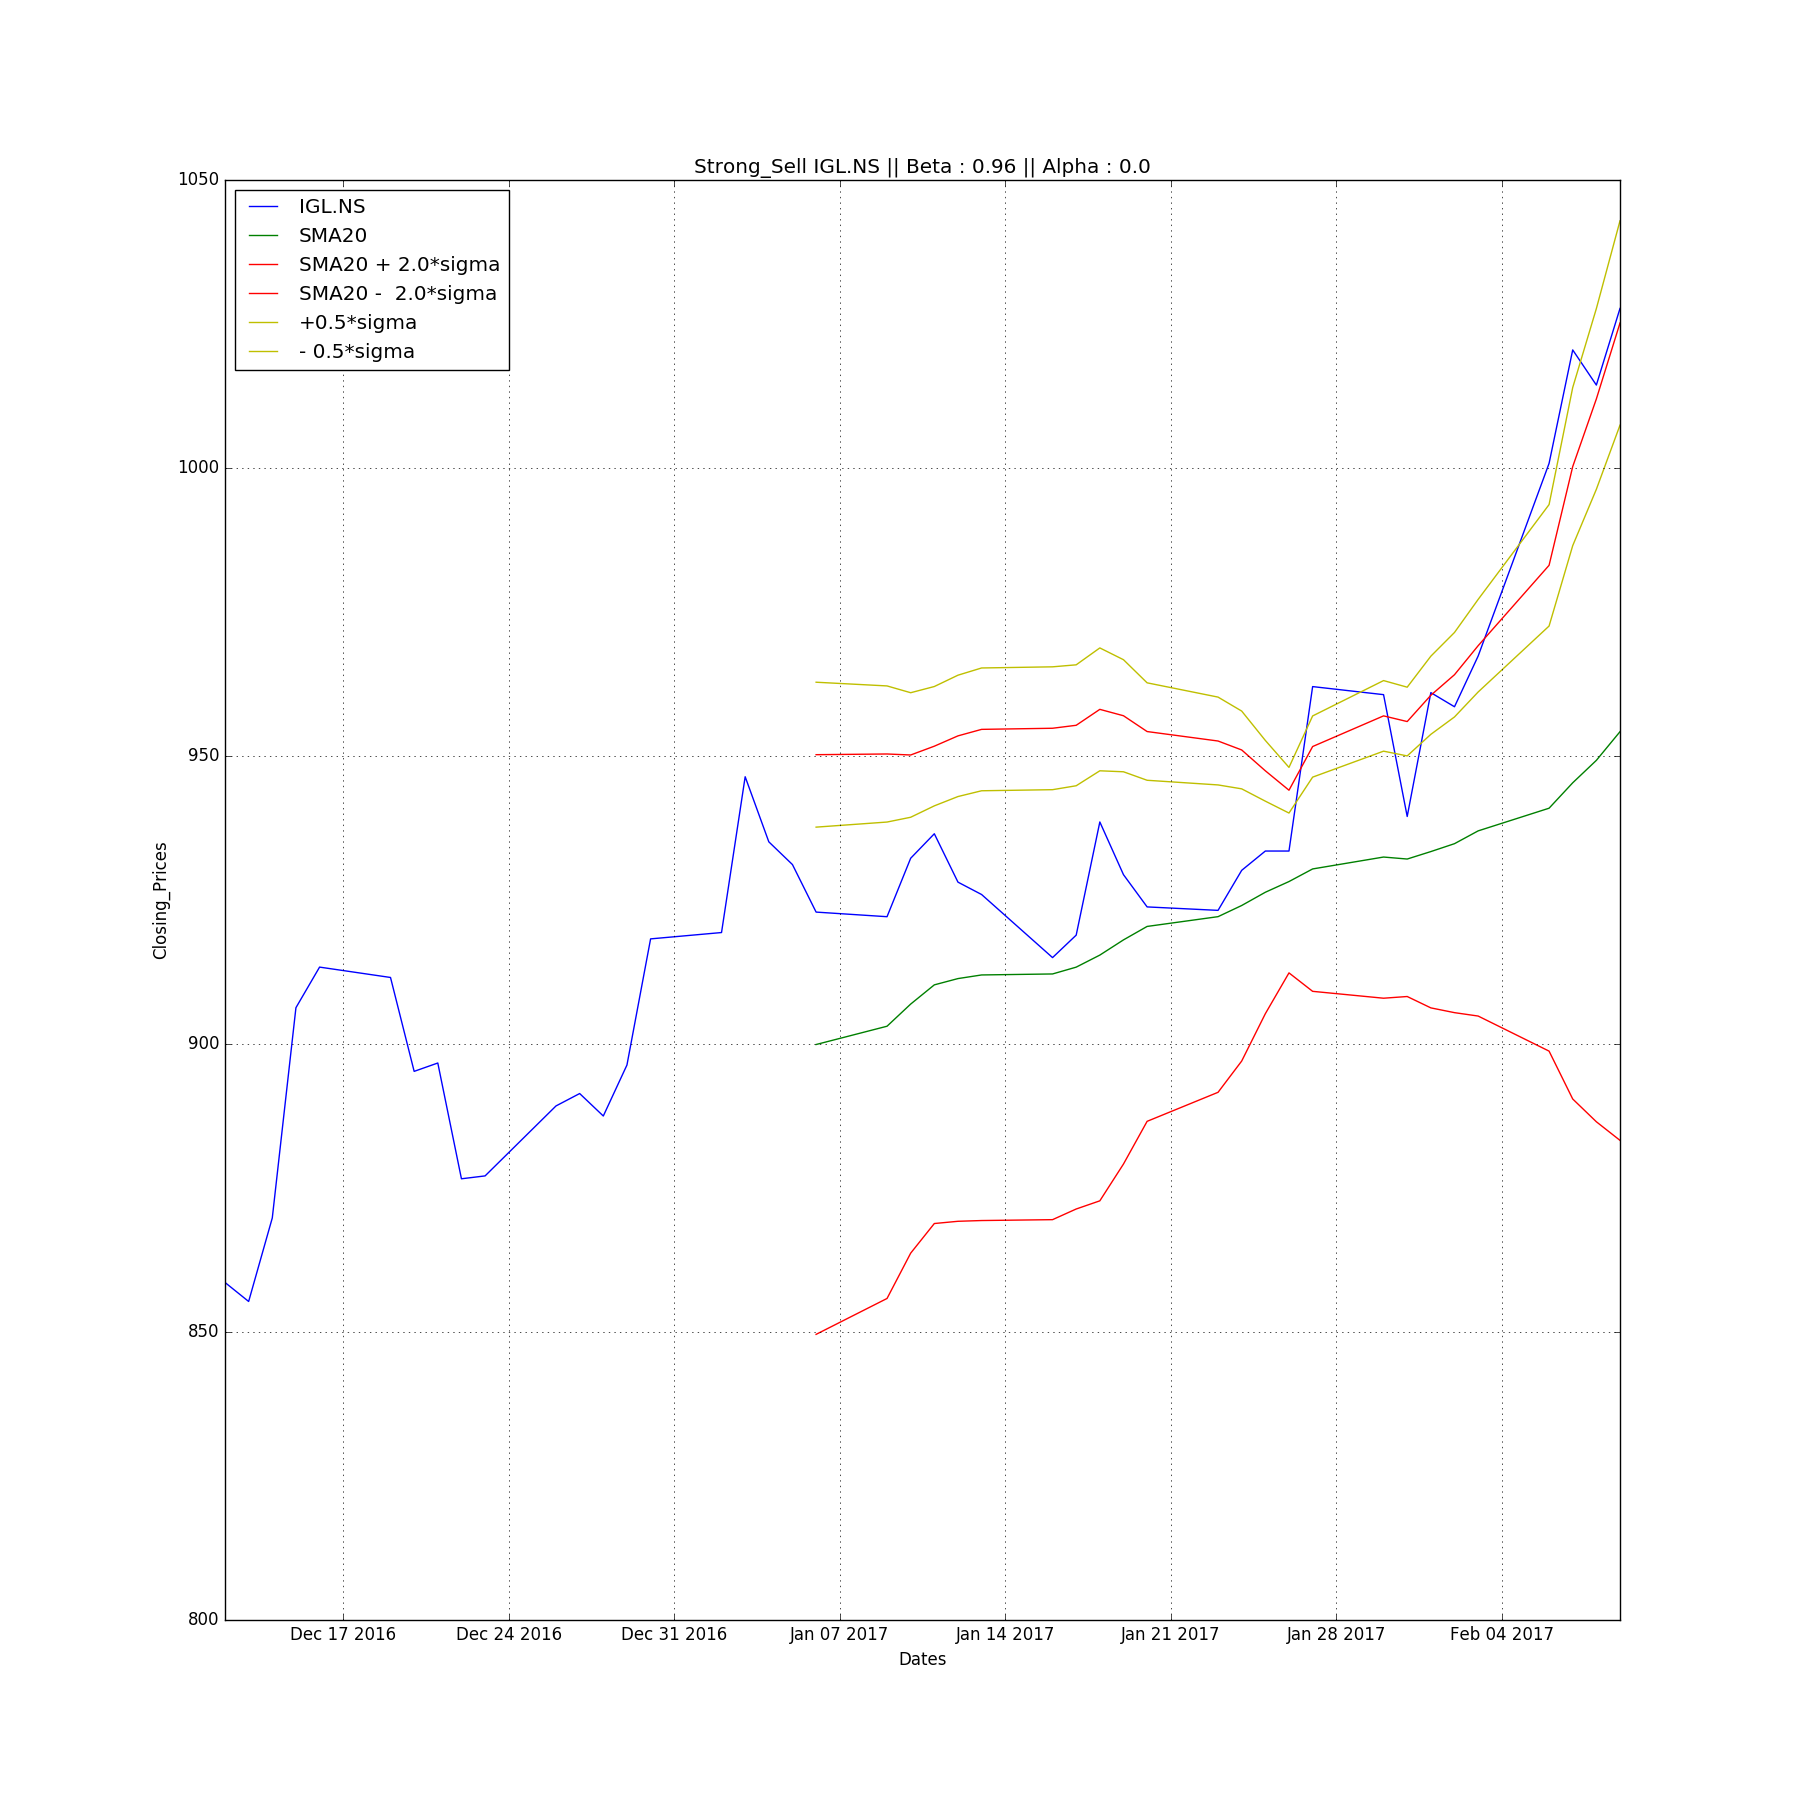 Strong_Sell IGL.NS || Beta : 0.96 || Alpha : 0.0
1050
1000
950
900
850
800
Closing_Prices
IGL.NS
SMA20
SMA20 + 2.0*sigma
SMA20 -  2.0*sigma
+0.5*sigma
- 0.5*sigma
Dec 17 2016
Dec 24 2016
Dec 31 2016
Jan 07 2017
Jan 14 2017
Jan 21 2017
Jan 28 2017
Feb 04 2017
Dates